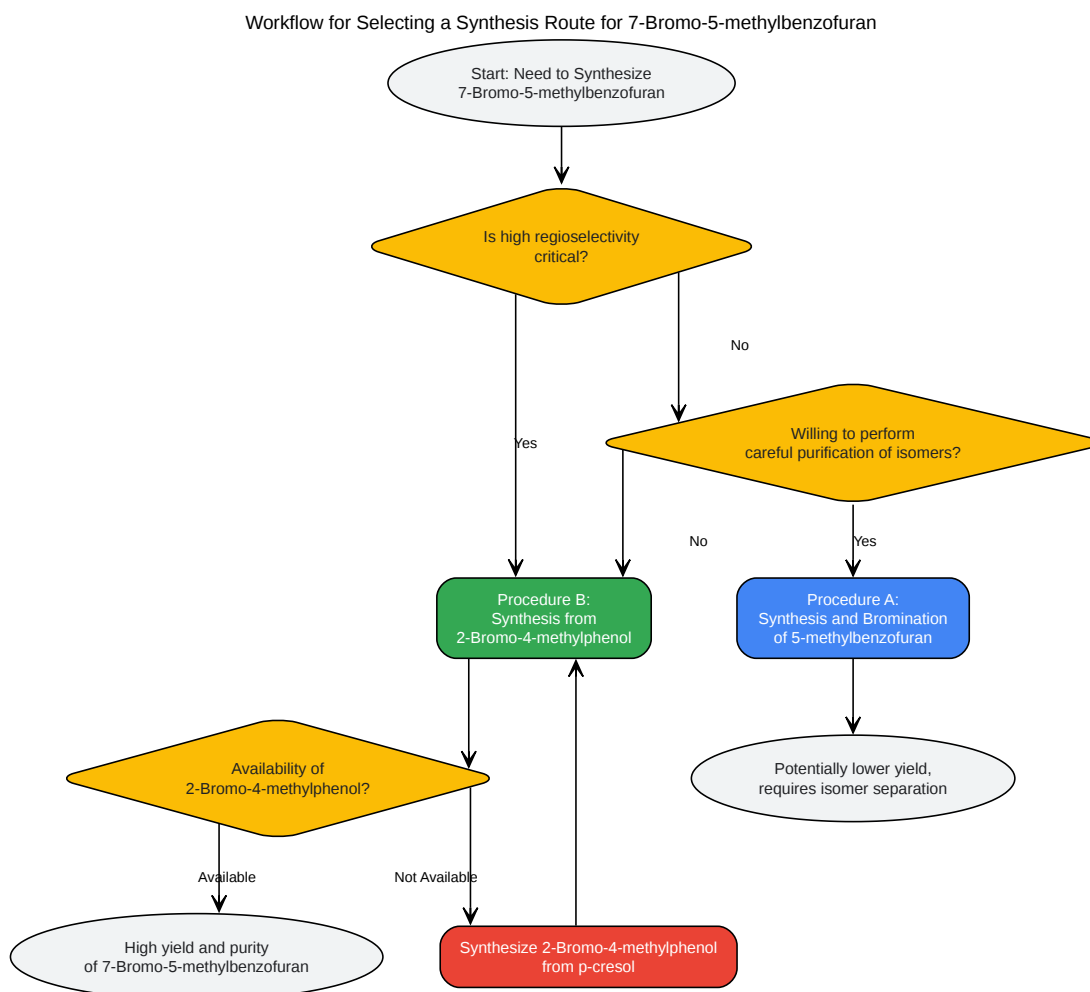 Workflow for Selecting a Synthesis Route for 7-Bromo-5-methylbenzofuran
Start: Need to Synthesize
7-Bromo-5-methylbenzofuran
Is high regioselectivity
critical?
No
Yes
Willing to perform
careful purification of isomers?
No
Yes
Procedure B:
Synthesis from
2-Bromo-4-methylphenol
Procedure A:
Synthesis and Bromination
of 5-methylbenzofuran
Availability of
2-Bromo-4-methylphenol?
Potentially lower yield,
requires isomer separation
Available
Not Available
High yield and purity
of 7-Bromo-5-methylbenzofuran
Synthesize 2-Bromo-4-methylphenol
from p-cresol